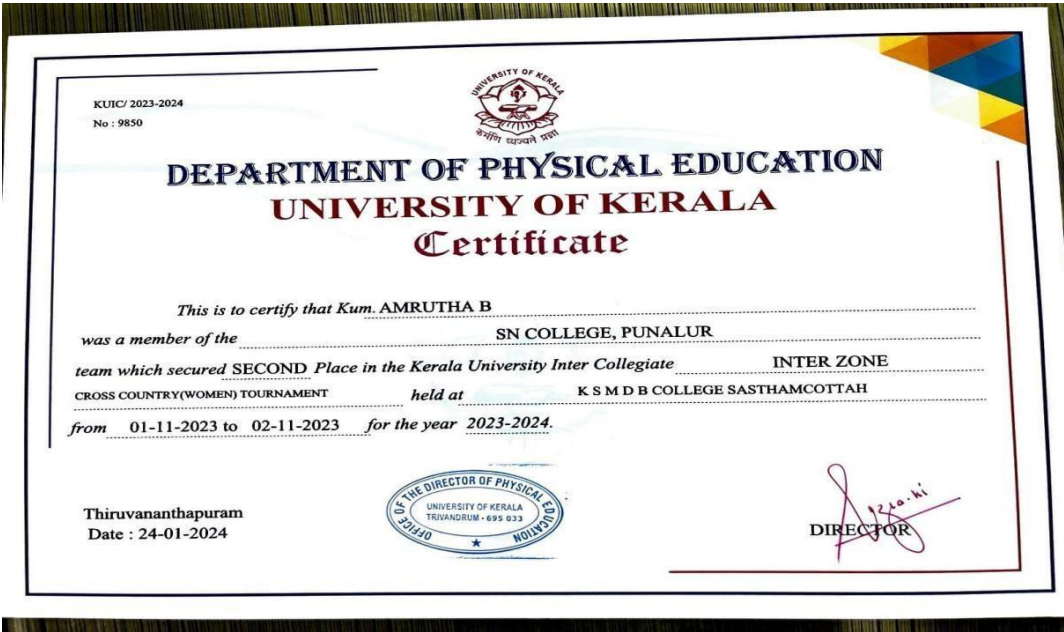 KUIC/ 2023-2024
No : 9850
UNIVERSITY OF KERALA
कर्मणि व्यज्यते प्रज्ञा
DEPARTMENT OF PHYSICAL EDUCATION
UNIVERSITY OF KERALA
Certificate
This is to certify that Kum. AMRUTHA B
was a member of the SN COLLEGE, PUNALUR
team which secured SECOND Place in the Kerala University Inter Collegiate INTER ZONE
CROSS COUNTRY(WOMEN) TOURNAMENT held at K S M D B COLLEGE SASTHAMCOTTAH
from 01-11-2023 to 02-11-2023 for the year 2023-2024.
OFFICE OF THE DIRECTOR OF PHYSICAL EDUCATION
UNIVERSITY OF KERALA
TRIVANDRUM - 695 033
Thiruvananthapuram
Date : 24-01-2024
DIRECTOR